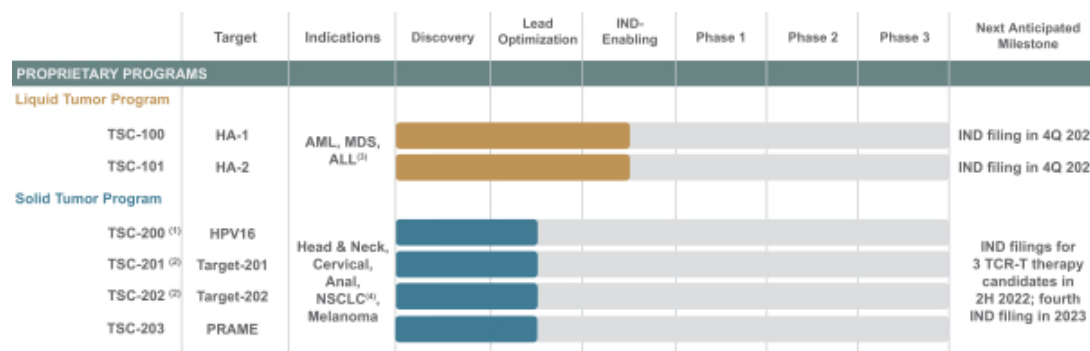 Target
Indications
Discovery
Lead
Optimization
IND-
Enabling
Phase 1
Phase 2
Phase 3
Next Anticipated
Milestone
PROPRIETARY PROGRAMS
Liquid Tumor Program
TSC-100 HA-1
TSC-101 HA-2
AML, MDS,
ALL(3)
IND filing in 4Q 202
IND filing in 4Q 202
Solid Tumor Program
TSC-200 (1) HPV16
TSC-201 (2) Target-201
TSC-202 (2) Target-202
TSC-203 PRAME
Head & Neck,
Cervical,
Anal,
NSCLC(4),
Melanoma
IND filings for
3 TCR-T therapy
candidates in
2H 2022; fourth
IND filing in 2023